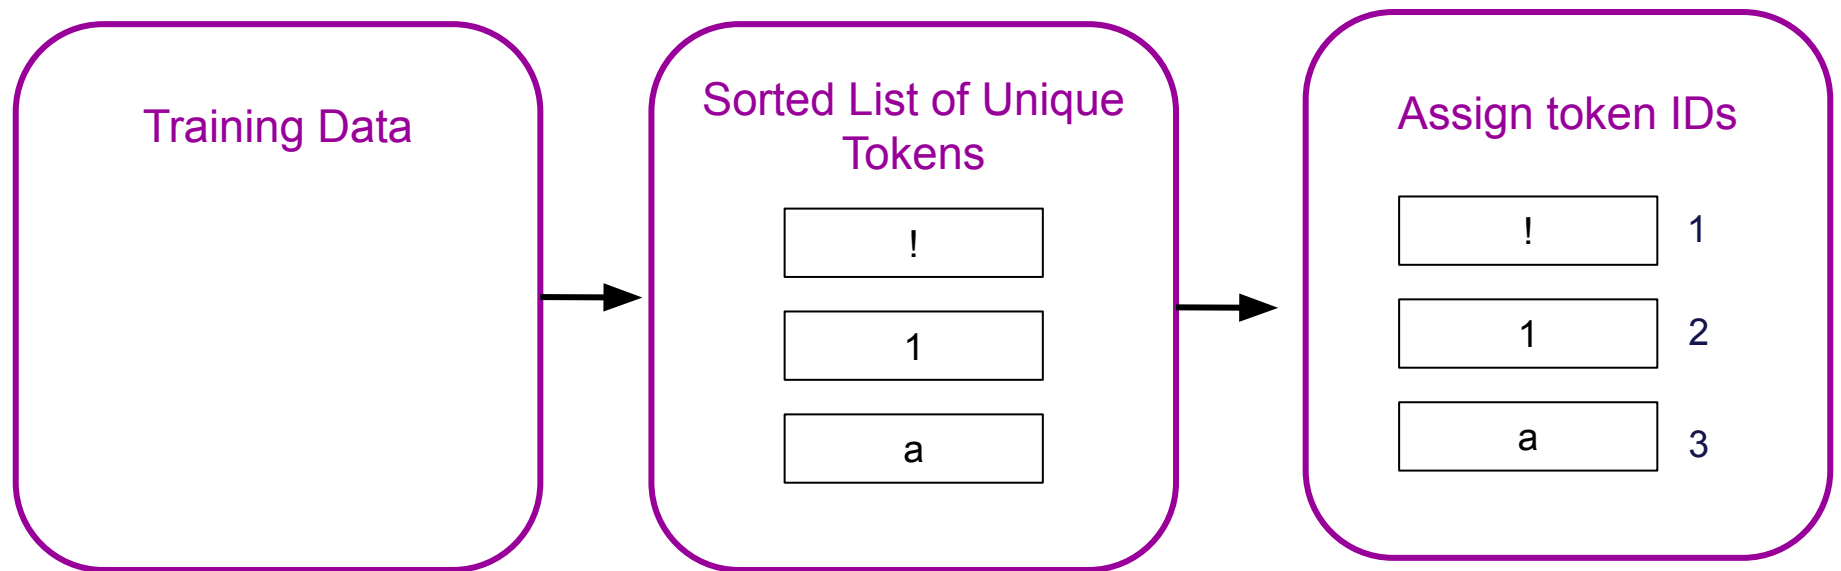 Training Data
Sorted List of Unique
Tokens
!
1
a
Assign token IDs
! 1
1 2
a 3